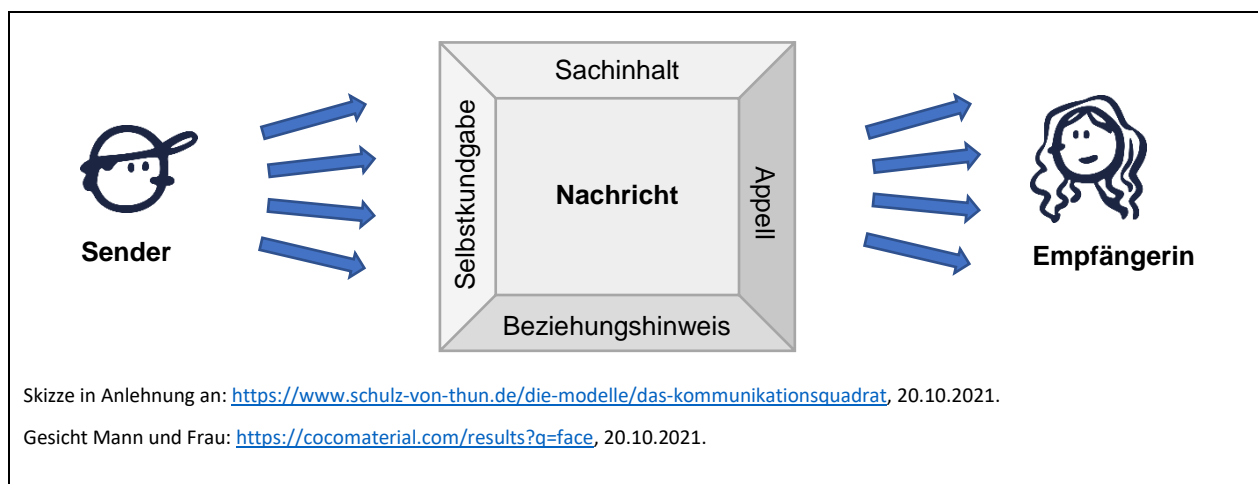 Sachinhalt
Selbstkundgabe
Nachricht
Appell
Sender
Empfängerin
Beziehungshinweis
Skizze in Anlehnung an: https://www.schulz-von-thun.de/die-modelle/das-kommunikationsquadrat, 20.10.2021.
Gesicht Mann und Frau: https://cocomaterial.com/results?q=face, 20.10.2021.